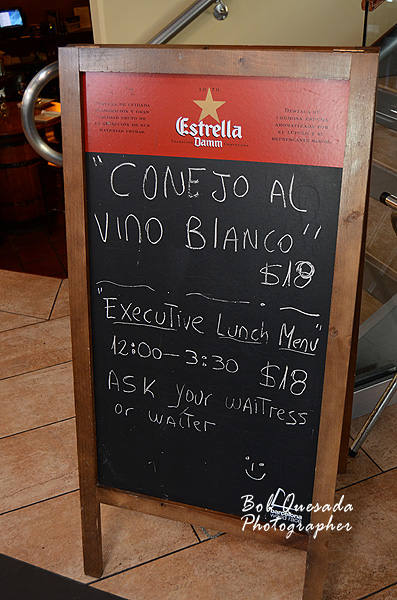 Estrella
Damm
"CONEJO AL
VINO BIANCO"
$18
"Executive Lunch Menu"
12:00-3:30 $18
ASK your WAITRESS
or WAITER
Bob Quesada
Photographer
barcelona